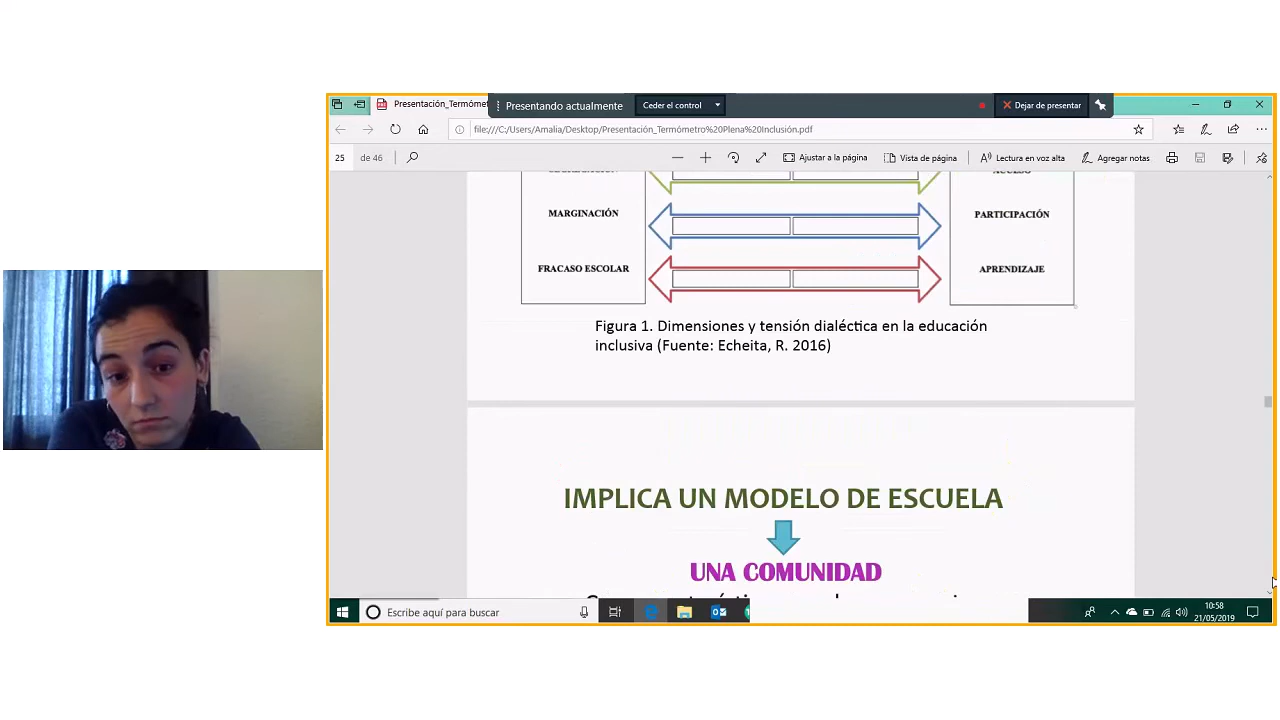 Presentación_Termómet
Presentando actualmente
Ceder el control
Dejar de presentar
file:///C:/Users/Amalia/Desktop/Presentación_Termómetro%20Plena%20Inclusión.pdf
25 de 46
Ajustar a la página
Vista de página
Lectura en voz alta
Agregar notas
ACCESO
MARGINACIÓN
PARTICIPACIÓN
FRACASO ESCOLAR
APRENDIZAJE
Figura 1. Dimensiones y tensión dialéctica en la educación
inclusiva (Fuente: Echeita, R. 2016)
IMPLICA UN MODELO DE ESCUELA
UNA COMUNIDAD
Escribe aquí para buscar
10:58
21/05/2019